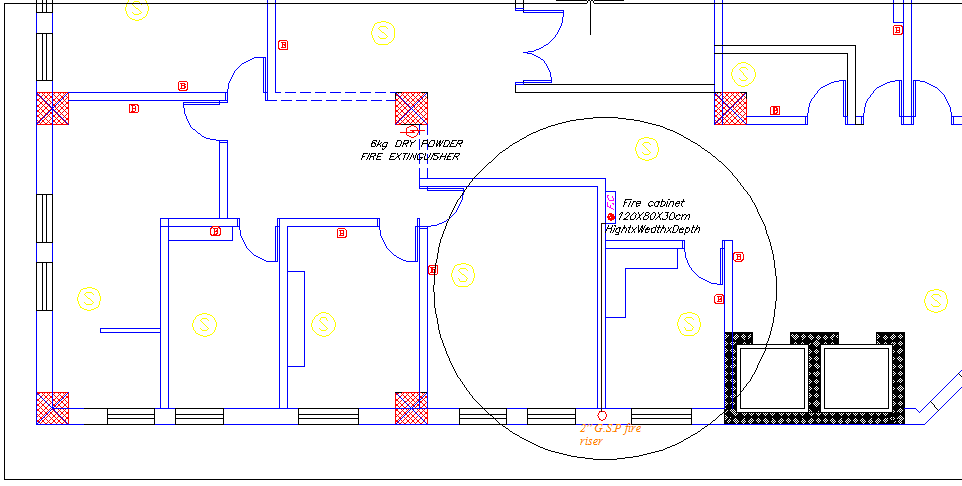 S
S
B
B
S
B
B
B
6kg DRY POWDER
FIRE EXTINGUISHER
S
F.C
Fire cabinet
120X80X30cm
HightxWedthxDepth
B
B
B
B
S
B
S
S
S
S
S
2" G.S.P fire
riser